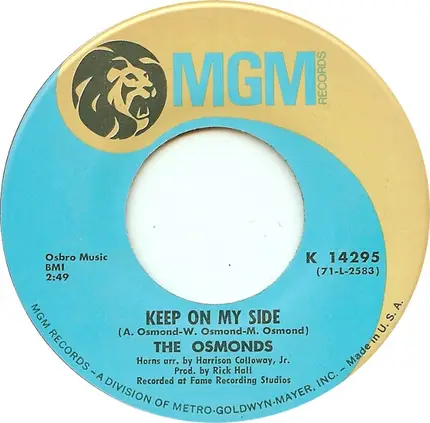 MGM
RECORDS
Osbro Music
BMI
2:49
K 14295
(71-L-2583)
KEEP ON MY SIDE
(A. Osmond-W. Osmond-M. Osmond)
THE OSMONDS
Horns arr. by Harrison Calloway, Jr.
Prod. by Rick Hall
Recorded at Fame Recording Studios
MGM RECORDS - A DIVISION OF METRO-GOLDWYN-MAYER, INC. - Made in U. S. A.